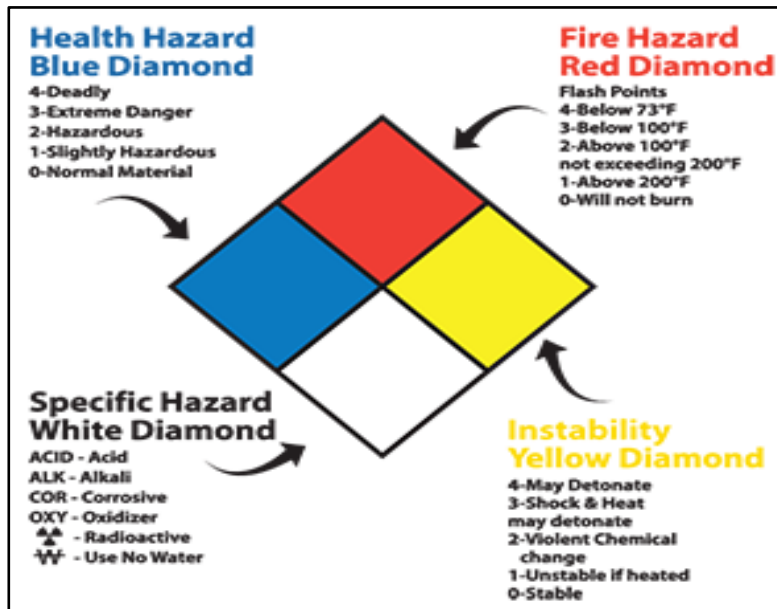 Health Hazard
Blue Diamond
4-Deadly
3-Extreme Danger
2-Hazardous
1-Slightly Hazardous
0-Normal Material
Fire Hazard
Red Diamond
Flash Points
4-Below 73°F
3-Below 100°F
2-Above 100°F
not exceeding 200°F
1-Above 200°F
0-Will not burn
Specific Hazard
White Diamond
ACID - Acid
ALK - Alkali
COR - Corrosive
OXY - Oxidizer
- Radioactive
W - Use No Water
Instability
Yellow Diamond
4-May Detonate
3-Shock & Heat
may detonate
2-Violent Chemical
change
1-Unstable if heated
0-Stable